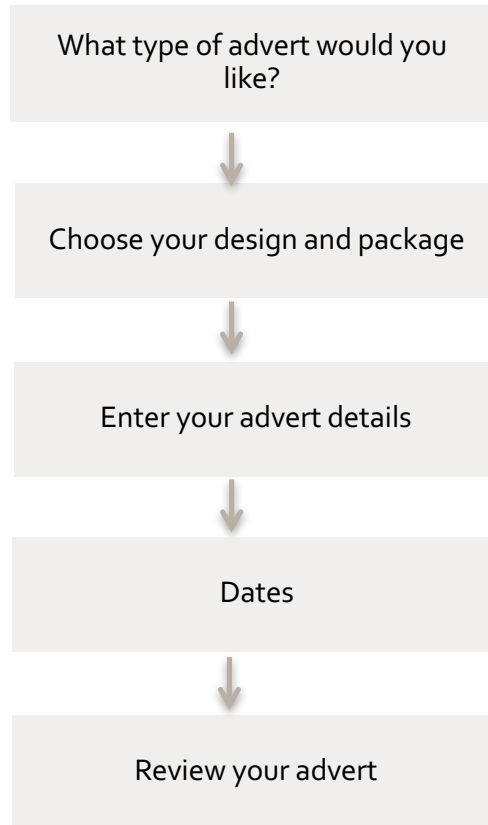 What type of advert would you
like?
Choose your design and package
Enter your advert details
Dates
Review your advert